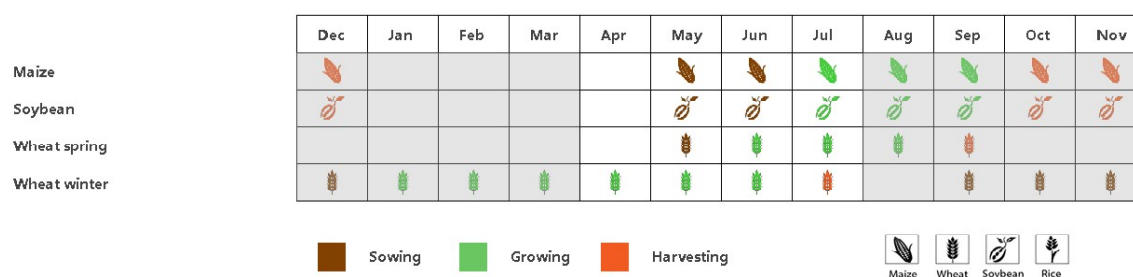 Dec Jan Feb Mar Apr May Jun Jul Aug Sep Oct Nov
Maize
Soybean
Wheat spring
Wheat winter
Sowing Growing Harvesting
Maize Wheat Soybean Rice